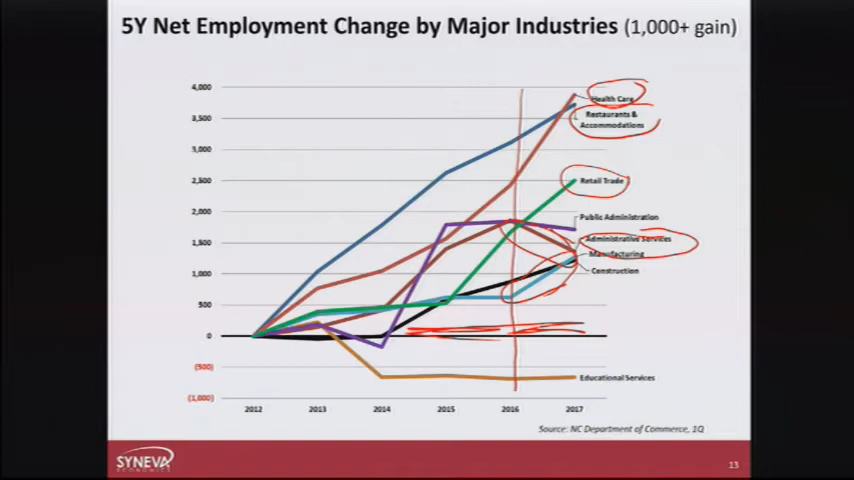 5Y Net Employment Change by Major Industries (1,000+ gain)
4,000
3,500
3,000
2,500
2,000
1,500
1,000
500
0
(500)
(1,000)
Health Care
Restaurants &
Accommodations
Retail Trade
Public Administration
Administrative Services
Manufacturing
Construction
Educational Services
2012
2013
2014
2015
2016
2017
Source: NC Department of Commerce, 1Q
SYNEVA
ECONOMICS
13